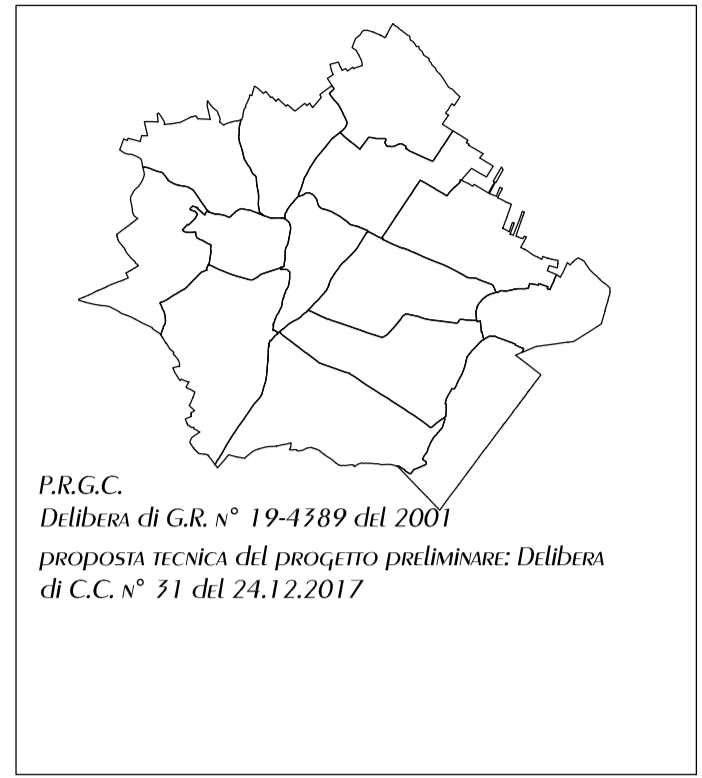 P.R.G.C.
Delibera di G.R. n° 19-4389 del 2001
proposta tecnica del progetto preliminare: Delibera
di C.C. n° 31 del 24.12.2017